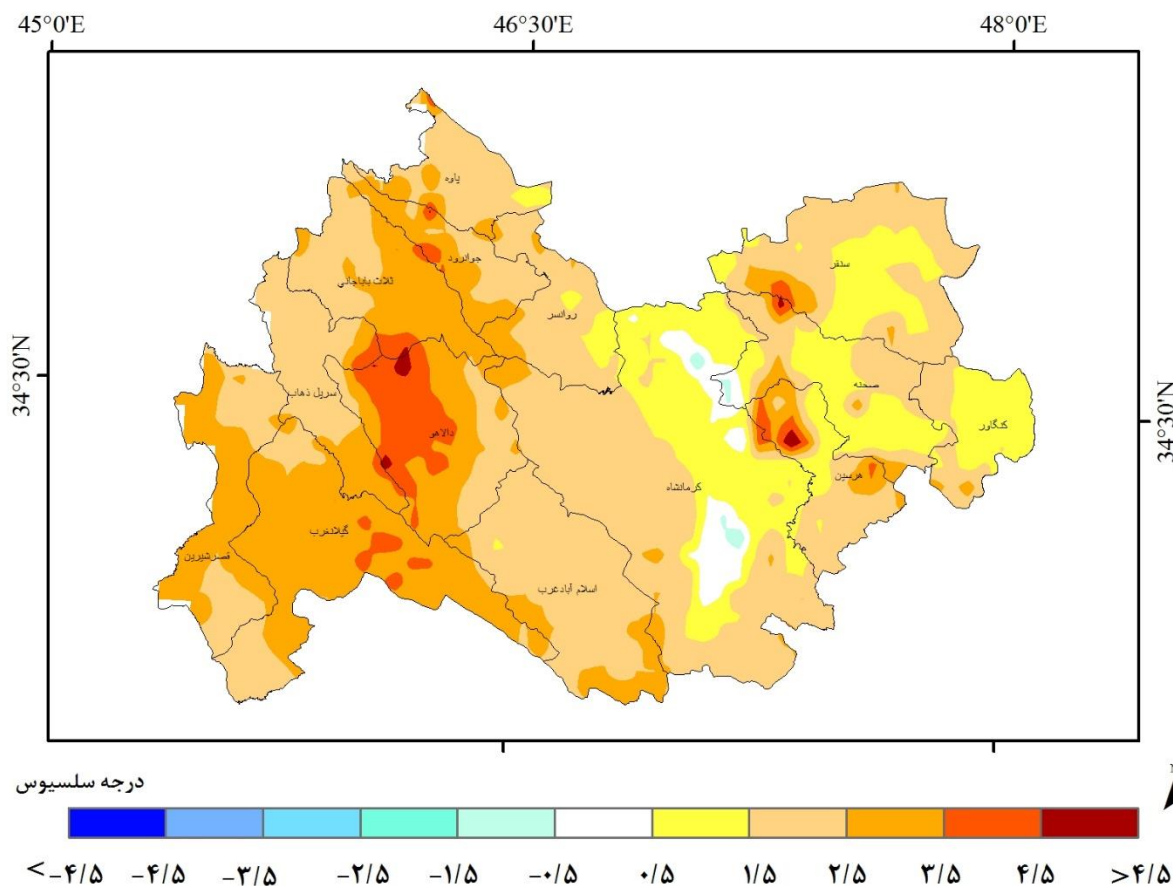 45°0'E 46°30'E 48°0'E
34°30'N
34°30'N
پاوه
جوانرود
ثلاث باباجاني
روانسر
سنقر
سرپل ذهاب
دالاهو
صحنه
کنگاور
کرمانشاه
هرسین
گیلانغرب
قصرشیرین
اسلام آبادغرب
درجه سلسیوس
<-۴/۵ -۴/۵ -۳/۵ -۲/۵ -۱/۵ -۰/۵ ۰/۵ ۱/۵ ۲/۵ ۳/۵ ۴/۵ >۴/۵